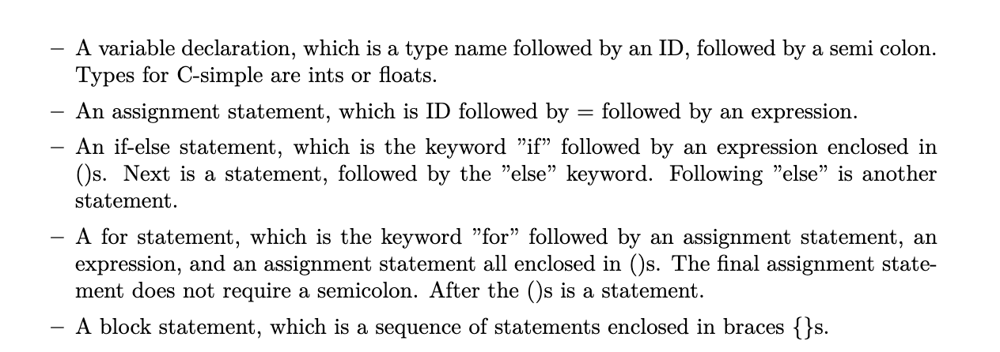 – A variable declaration, which is a type name followed by an ID, followed by a semi colon.
Types for C-simple are ints or floats.
– An assignment statement, which is ID followed by = followed by an expression.
– An if-else statement, which is the keyword ”if” followed by an expression enclosed in
()s. Next is a statement, followed by the ”else” keyword. Following ”else” is another
statement.
– A for statement, which is the keyword ”for” followed by an assignment statement, an
expression, and an assignment statement all enclosed in ()s. The final assignment state-
ment does not require a semicolon. After the ()s is a statement.
– A block statement, which is a sequence of statements enclosed in braces {}s.